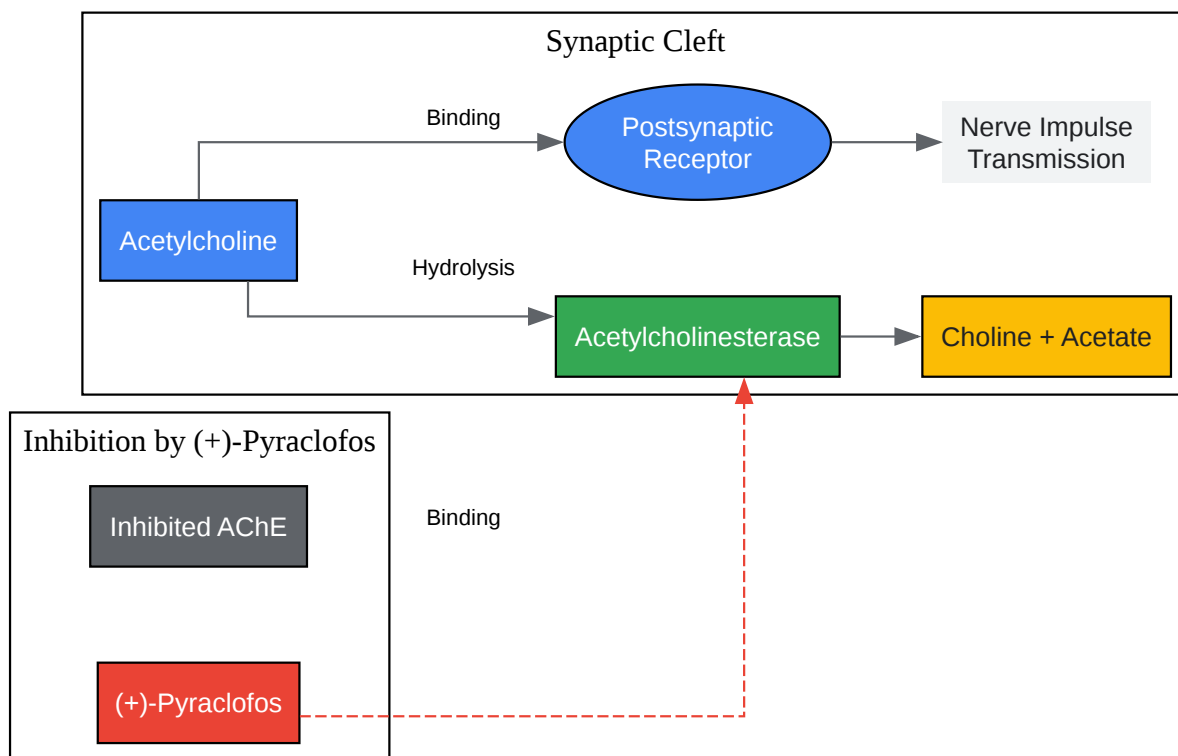 Synaptic Cleft
Binding
Postsynaptic
Receptor
Nerve Impulse
Transmission
Acetylcholine
Hydrolysis
Acetylcholinesterase
Choline + Acetate
Inhibition by (+)-Pyraclofos
Inhibited AChE
Binding
(+)-Pyraclofos